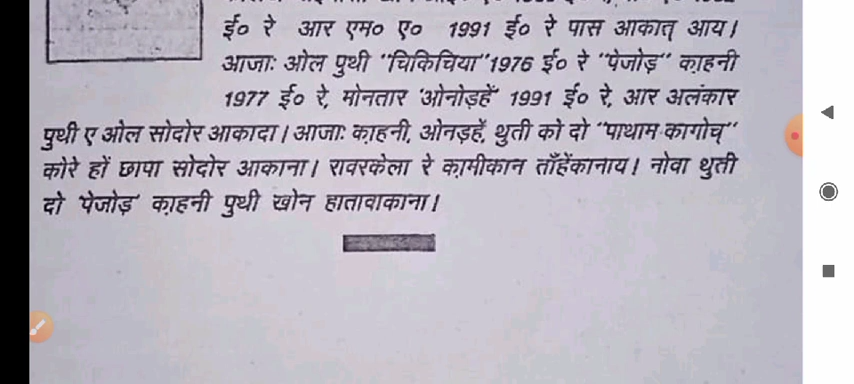 ई० रे आर एम० ए० 1991 ई० रे पास आकात् आय।
आजाः ओल पुथी "चिकिचिया" 1976 ई० रे "पेजोड़" का़हनी
1977 ई० रे, मोनतार 'ओनोड़हें' 1991 ई० रे, आर अलंकार
पुथी ए ओल सोदोर आकादा। आजाः का़हनी, ओनड़हें, थुती को दो "पाथाम कागोच्"
कोरे हों छापा सोदोर आकाना। रावरकेला रे का़मीकान ताँहेंकानाय। नोवा थुती
दो 'पेजोड़' का़हनी पुथी खोन हातावाकाना।